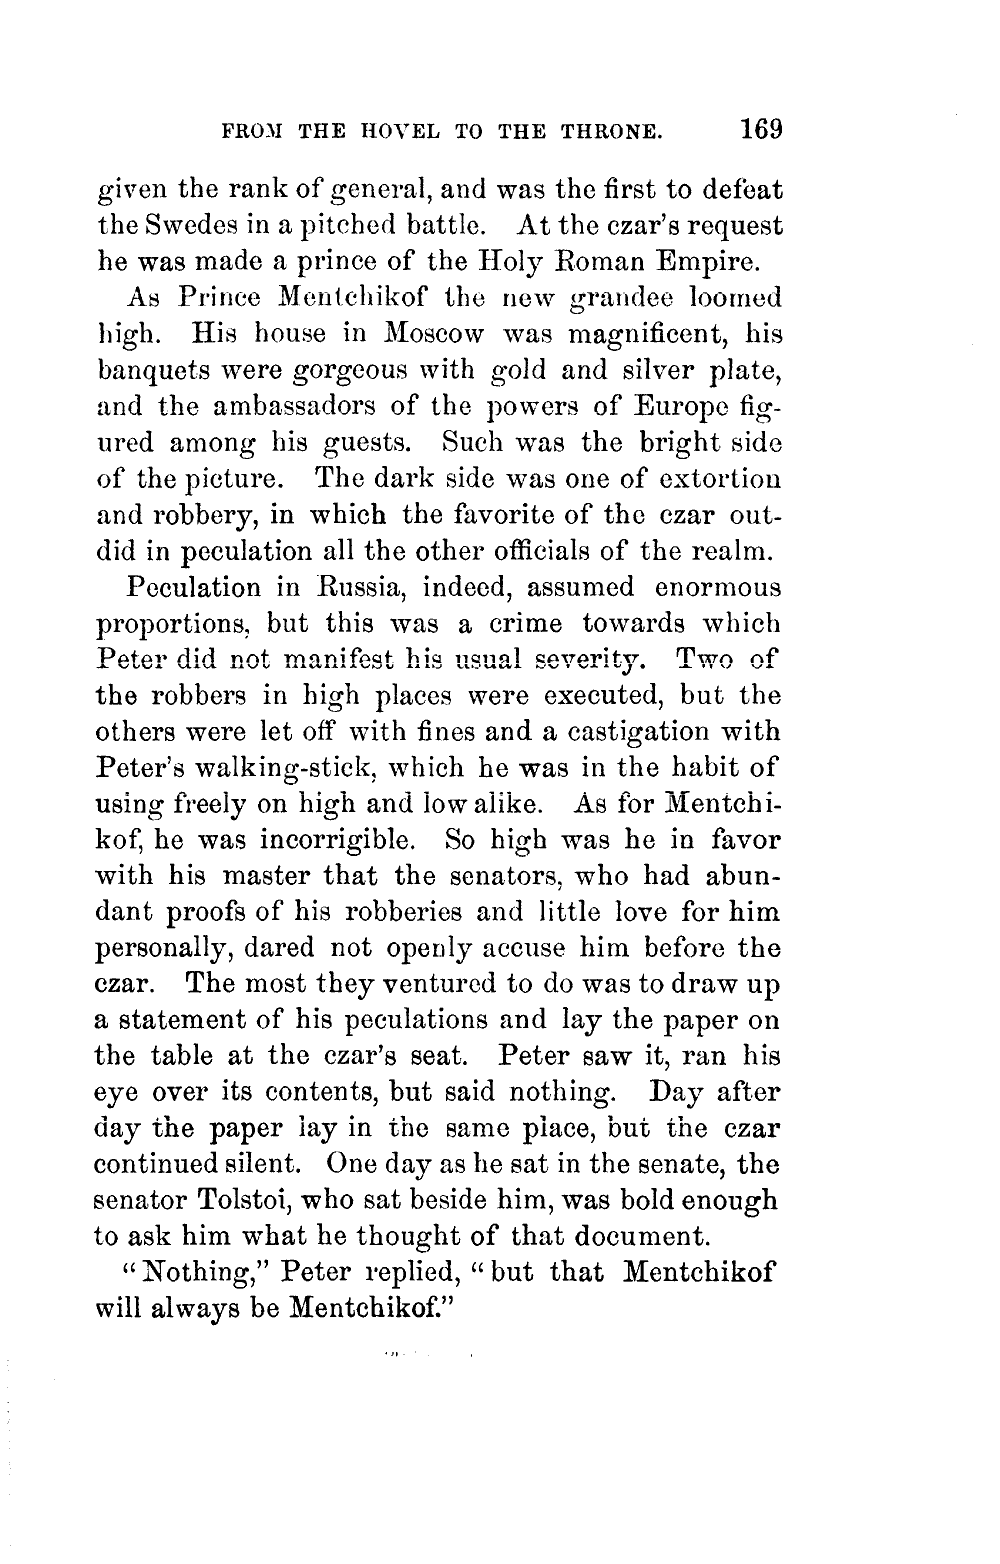 FROM THE HOVEL TO THE THRONE. 169
given the rank of general, and was the first to defeat
the Swedes in a pitched battle. At the czar's request
he was made a prince of the Holy Roman Empire.
As Prince Mentchikof the new grandee loomed
high. His house in Moscow was magnificent, his
banquets were gorgeous with gold and silver plate,
and the ambassadors of the powers of Europe fig-
ured among his guests. Such was the bright side
of the picture. The dark side was one of extortion
and robbery, in which the favorite of the czar out-
did in peculation all the other officials of the realm.
Peculation in Russia, indeed, assumed enormous
proportions, but this was a crime towards which
Peter did not manifest his usual severity. Two of
the robbers in high places were executed, but the
others were let off with fines and a castigation with
Peter's walking-stick, which he was in the habit of
using freely on high and low alike. As for Mentchi-
kof, he was incorrigible. So high was he in favor
with his master that the senators, who had abun-
dant proofs of his robberies and little love for him
personally, dared not openly accuse him before the
czar. The most they ventured to do was to draw up
a statement of his peculations and lay the paper on
the table at the czar's seat. Peter saw it, ran his
eye over its contents, but said nothing. Day after
day the paper lay in the same place, but the czar
continued silent. One day as he sat in the senate, the
senator Tolstoi, who sat beside him, was bold enough
to ask him what he thought of that document.
“Nothing,” Peter replied, “but that Mentchikof
will always be Mentchikof.”